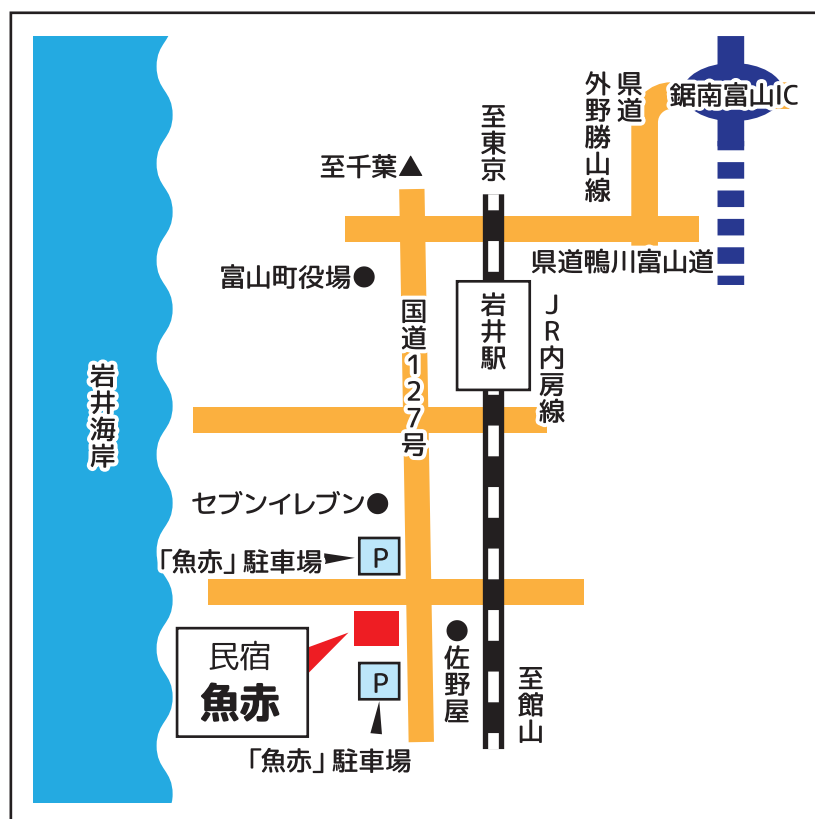 鋸南富山IC
県道
外野勝山線
至東京
至千葉▲
県道鴨川富山道
富山町役場●
国道127号
岩井駅
JR内房線
岩井海岸
セブンイレブン●
「魚赤」駐車場
P
民宿
魚赤
P
佐野屋
至館山
「魚赤」駐車場